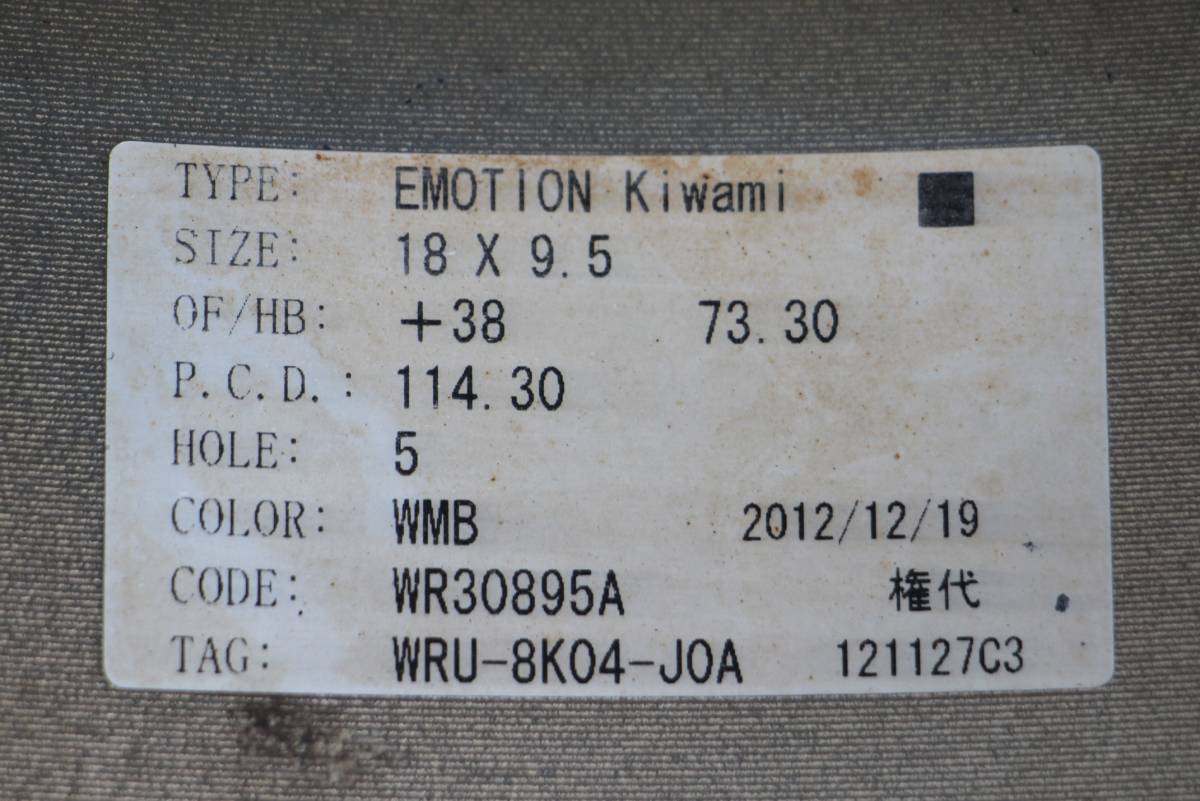 TYPE: EMOTION Kiwami ■
SIZE: 18 X 9.5
OF/HB: +38 73.30
P.C.D.: 114.30
HOLE: 5
COLOR: WMB 2012/12/19
CODE: WR30895A 権代
TAG: WRU-8K04-J0A 121127C3